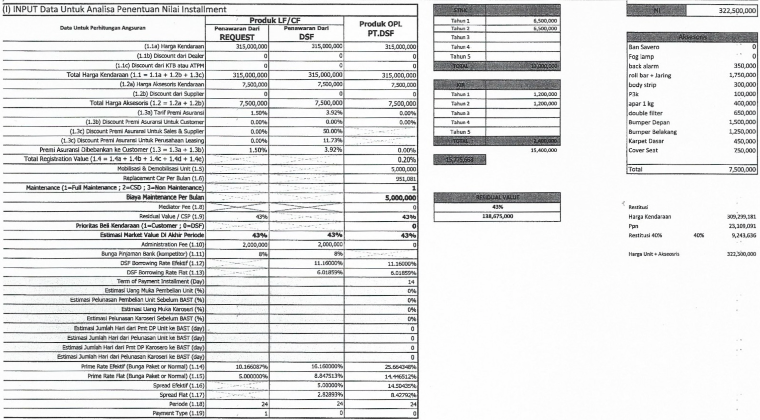 (I) INPUT Data Untuk Analisa Penentuan Nilai Installment
Data Untuk Perhitungan Angsuran
Produk LF/CF
Produk OPL
PT.DSF
Penawaran Dari
REQUEST
Penawaran Dari
DSF
(1.1a) Harga Kendaraan 315,000,000 315,000,000 315,000,000
(1.1b) Discount dari Dealer 0 0 0
(1.1c) Discount dari KTB atau ATPM 0 0 0
Total Harga Kendaraan (1.1 = 1.1a + 1.2b + 1.3c) 315,000,000 315,000,000 315,000,000
(1.2a) Harga Aksesoris Kendaraan 7,500,000 7,500,000 7,500,000
(1.2b) Discount dari Supplier 0 0 0
Total Harga Aksesoris (1.2 = 1.2a + 1.2b) 7,500,000 7,500,000 7,500,000
(1.3a) Tarif Premi Asuransi 1.50% 3.92% 0.00%
(1.3b) Discount Premi Asuransi Untuk Customer 0.00% 0.00% 0.00%
(1.3c) Discount Premi Asuransi Untuk Sales & Supplier 0 50.00%
(1.3c) Discount Premi Asuransi Untuk Perusahaan Leasing 0 11.73%
Premi Asuransi Dibebankan ke Customer (1.3 = 1.3a + 1.3b) 1.50% 3.92% 0.00%
Total Registration Value (1.4 = 1.4a + 1.4b + 1.4c + 1.4d + 1.4e) 0.20%
Mobilisasi & Demobilisasi Unit (1.5) 5,000,000
Replacement Car Per Bulan (1.6) 951,081
Maintenance (1=Full Maintenance ; 2=CSD ; 3=Non Maintenance) 1
Biaya Maintenance Per Bulan 5,000,000
Mediator Fee (1.8) 0
Residual Value / CSP (1.9) 43% 43%
Prioritas Beli Kendaraan (1=Customer ; 0=DSF) 0
Estimasi Market Value Di Akhir Periode 43% 43% 43%
Administration Fee (1.10) 2,000,000 2,000,000 0
Bunga Pinjaman Bank (kompetitor) (1.11) 8% 8%
DSF Borrowing Rate Efektif (1.12) 11.16000% 11.16000%
DSF Borrowing Rate Flat (1.13) 6.01859% 6.01859%
Term of Payment Installment (Day) 14
Estimasi Uang Muka Pembelian Unit (%) 0%
Estimasi Pelunasan Pembelian Unit Sebelum BAST (%) 0%
Estimasi Uang Muka Karoseri (%) 0%
Estimasi Pelunasan Karoseri Sebelum BAST (%) 0%
Estimasi Jumlah Hari dari Pmt DP Unit ke BAST (day) 0
Estimasi Jumlah Hari dari Pelunasan Unit ke BAST (day) 0
Estimasi Jumlah Hari dari Pmt DP Karosero ke BAST (day) 0
Estimasi Jumlah Hari dari Pelunasan Karoseri ke BAST (day) 0
Prime Rate Efektif (Bunga Paket or Normal) (1.14) 10.166087% 16.160000% 25.664348%
Prime Rate Flat (Bunga Paket or Normal) (1.15) 5.000000% 8.847513% 14.446512%
Spread Efektif (1.16) 5.00000% 14.50435%
Spread Flat (1.17) 2.82893% 8.42792%
Periode (1.18) 24 24 24
Payment Type (1.19) 1 0 0
STNK
Tahun 1 6,500,000
Tahun 2 6,500,000
Tahun 3
Tahun 4
Tahun 5
TOTAL 13,000,000
KIR
Tahun 1 1,200,000
Tahun 2 1,200,000
Tahun 3
Tahun 4
Tahun 5
TOTAL 2,400,000
15,400,000
RESIDUAL VALUE
43%
138,675,000
322,500,000
Aksesoris
Ban Savero 0
Fog lamp 0
back alarm 350,000
roll bar + Jaring 1,750,000
body strip 300,000
P3k 100,000
apar 1 kg 400,000
double filter 650,000
Bumper Depan 1,500,000
Bumper Belakang 1,250,000
Karpet Dasar 450,000
Cover Seat 750,000
Total 7,500,000
Restitusi
Harga Kendaraan 309,299,181
Ppn 23,109,091
Restitusi 40% 40% 9,243,636
Harga Unit + Aksesoris 322,500,000